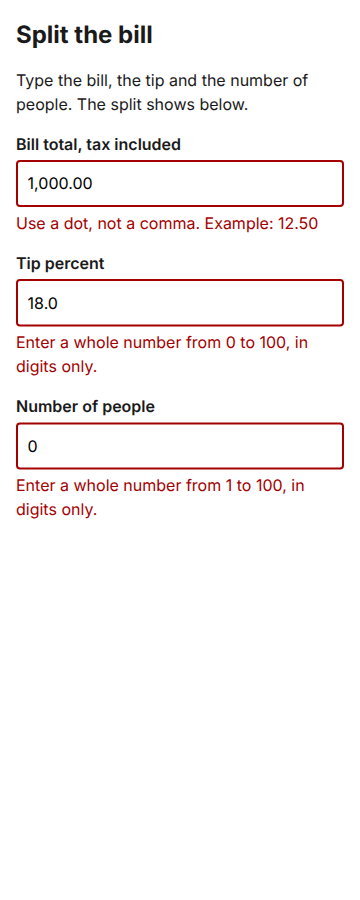 Split the bill
Type the bill, the tip and the number of
people. The split shows below.
Bill total, tax included
1,000.00
Use a dot, not a comma. Example: 12.50
Tip percent
18.0
Enter a whole number from 0 to 100, in
digits only.
Number of people
0
Enter a whole number from 1 to 100, in
digits only.